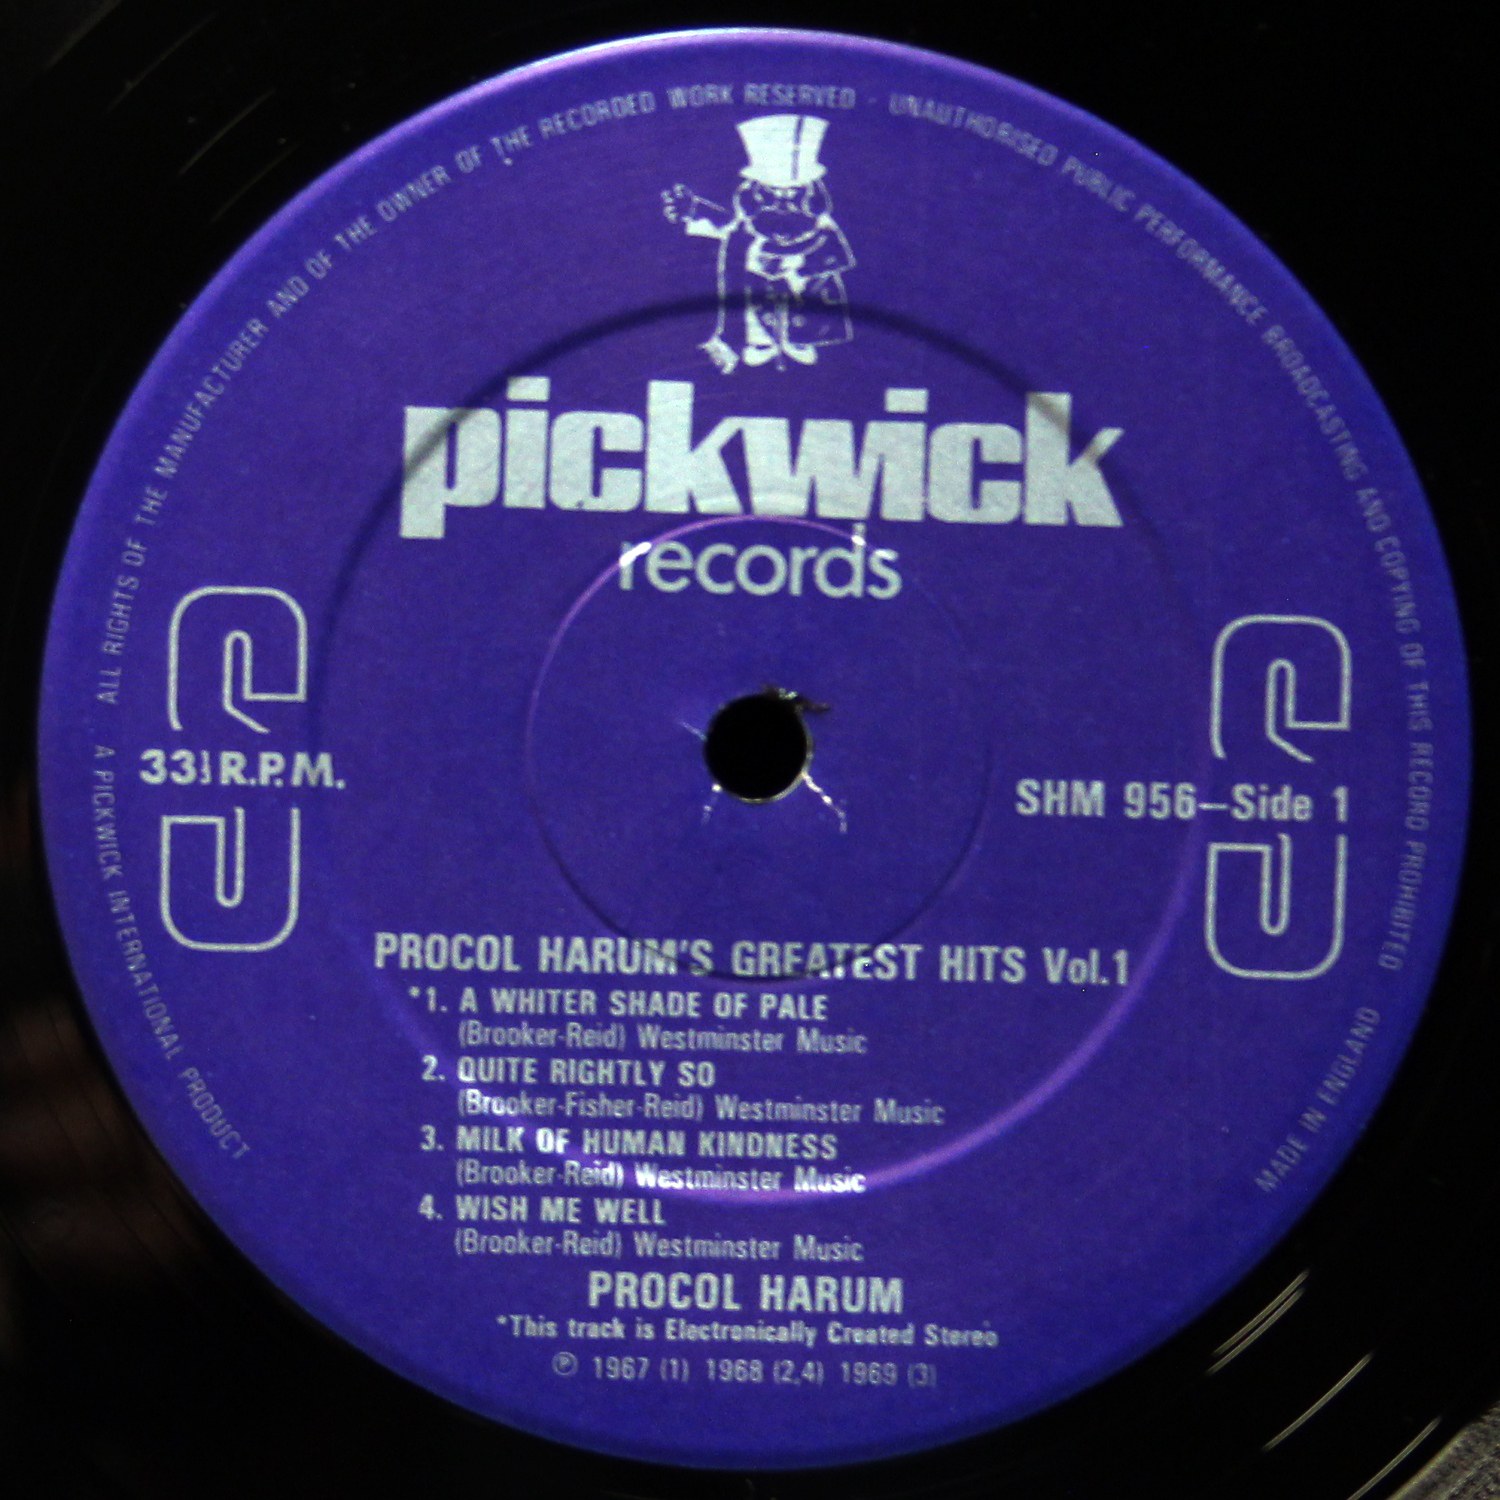 A PICKWICK INTERNATIONAL PRODUCT
ALL RIGHTS OF THE MANUFACTURER AND OF THE OWNER OF THE RECORDED WORK RESERVED - UNAUTHORISED PUBLIC PERFORMANCE BROADCASTING AND COPYING OF THIS RECORD PROHIBITED
MADE IN ENGLAND
pickwick
records
33⅓ R.P.M.
SHM 956–Side 1
PROCOL HARUM'S GREATEST HITS Vol.1
*1. A WHITER SHADE OF PALE
(Brooker-Reid) Westminster Music
2. QUITE RIGHTLY SO
(Brooker-Fisher-Reid) Westminster Music
3. MILK OF HUMAN KINDNESS
(Brooker-Reid) Westminster Music
4. WISH ME WELL
(Brooker-Reid) Westminster Music
PROCOL HARUM
*This track is Electronically Created Stereo
℗ 1967 (1) 1968 (2,4) 1969 (3)